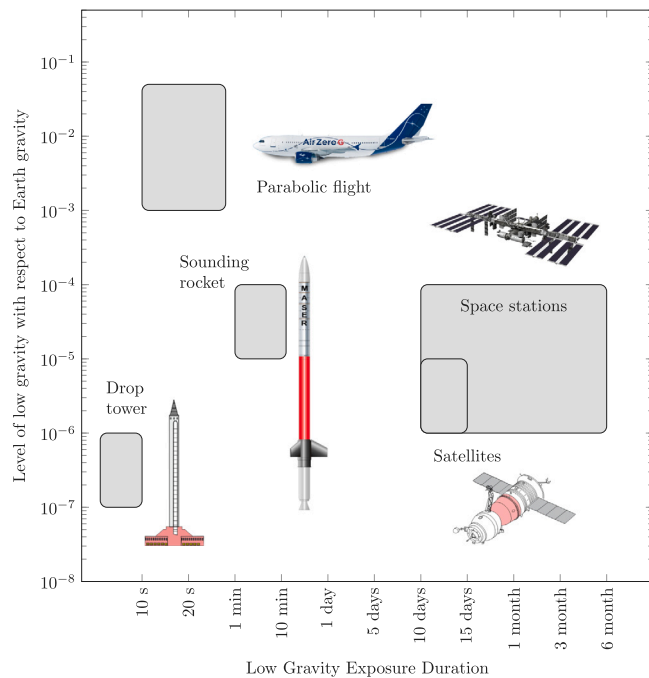 Level of low gravity with respect to Earth gravity
10⁻¹
10⁻²
10⁻³
10⁻⁴
10⁻⁵
10⁻⁶
10⁻⁷
10⁻⁸
Air Zero G
Parabolic flight
Sounding
rocket
MASER
Space stations
Drop
tower
Satellites
10 s
20 s
1 min
10 min
1 day
5 days
10 days
15 days
1 month
3 month
6 month
Low Gravity Exposure Duration